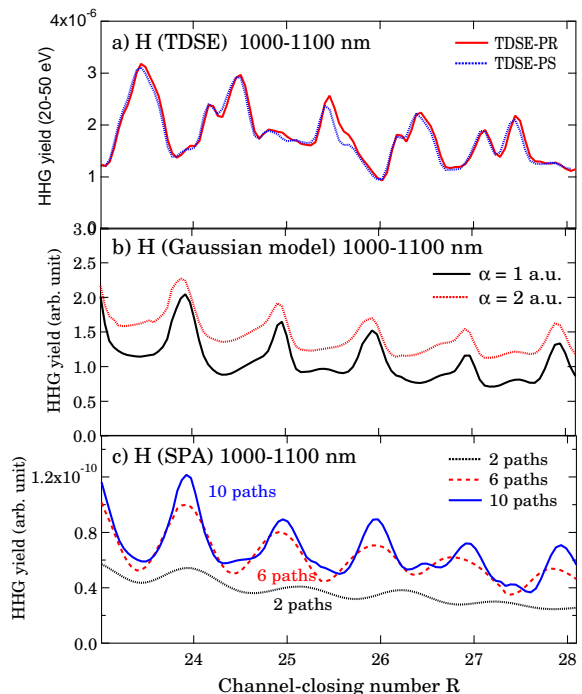 4x10⁻⁶
a) H (TDSE) 1000-1100 nm
TDSE-PR
TDSE-PS
3
2
1
0
HHG yield (20-50 eV)
3.0
b) H (Gaussian model) 1000-1100 nm
α = 1 a.u.
α = 2 a.u.
2.5
2.0
1.5
1.0
0.5
0.0
HHG yield (arb. unit)
c) H (SPA) 1000-1100 nm
2 paths
6 paths
10 paths
1.2x10⁻¹⁰
0.8
0.4
0.0
HHG yield (arb. unit)
10 paths
6 paths
2 paths
24 25 26 27 28
Channel-closing number R